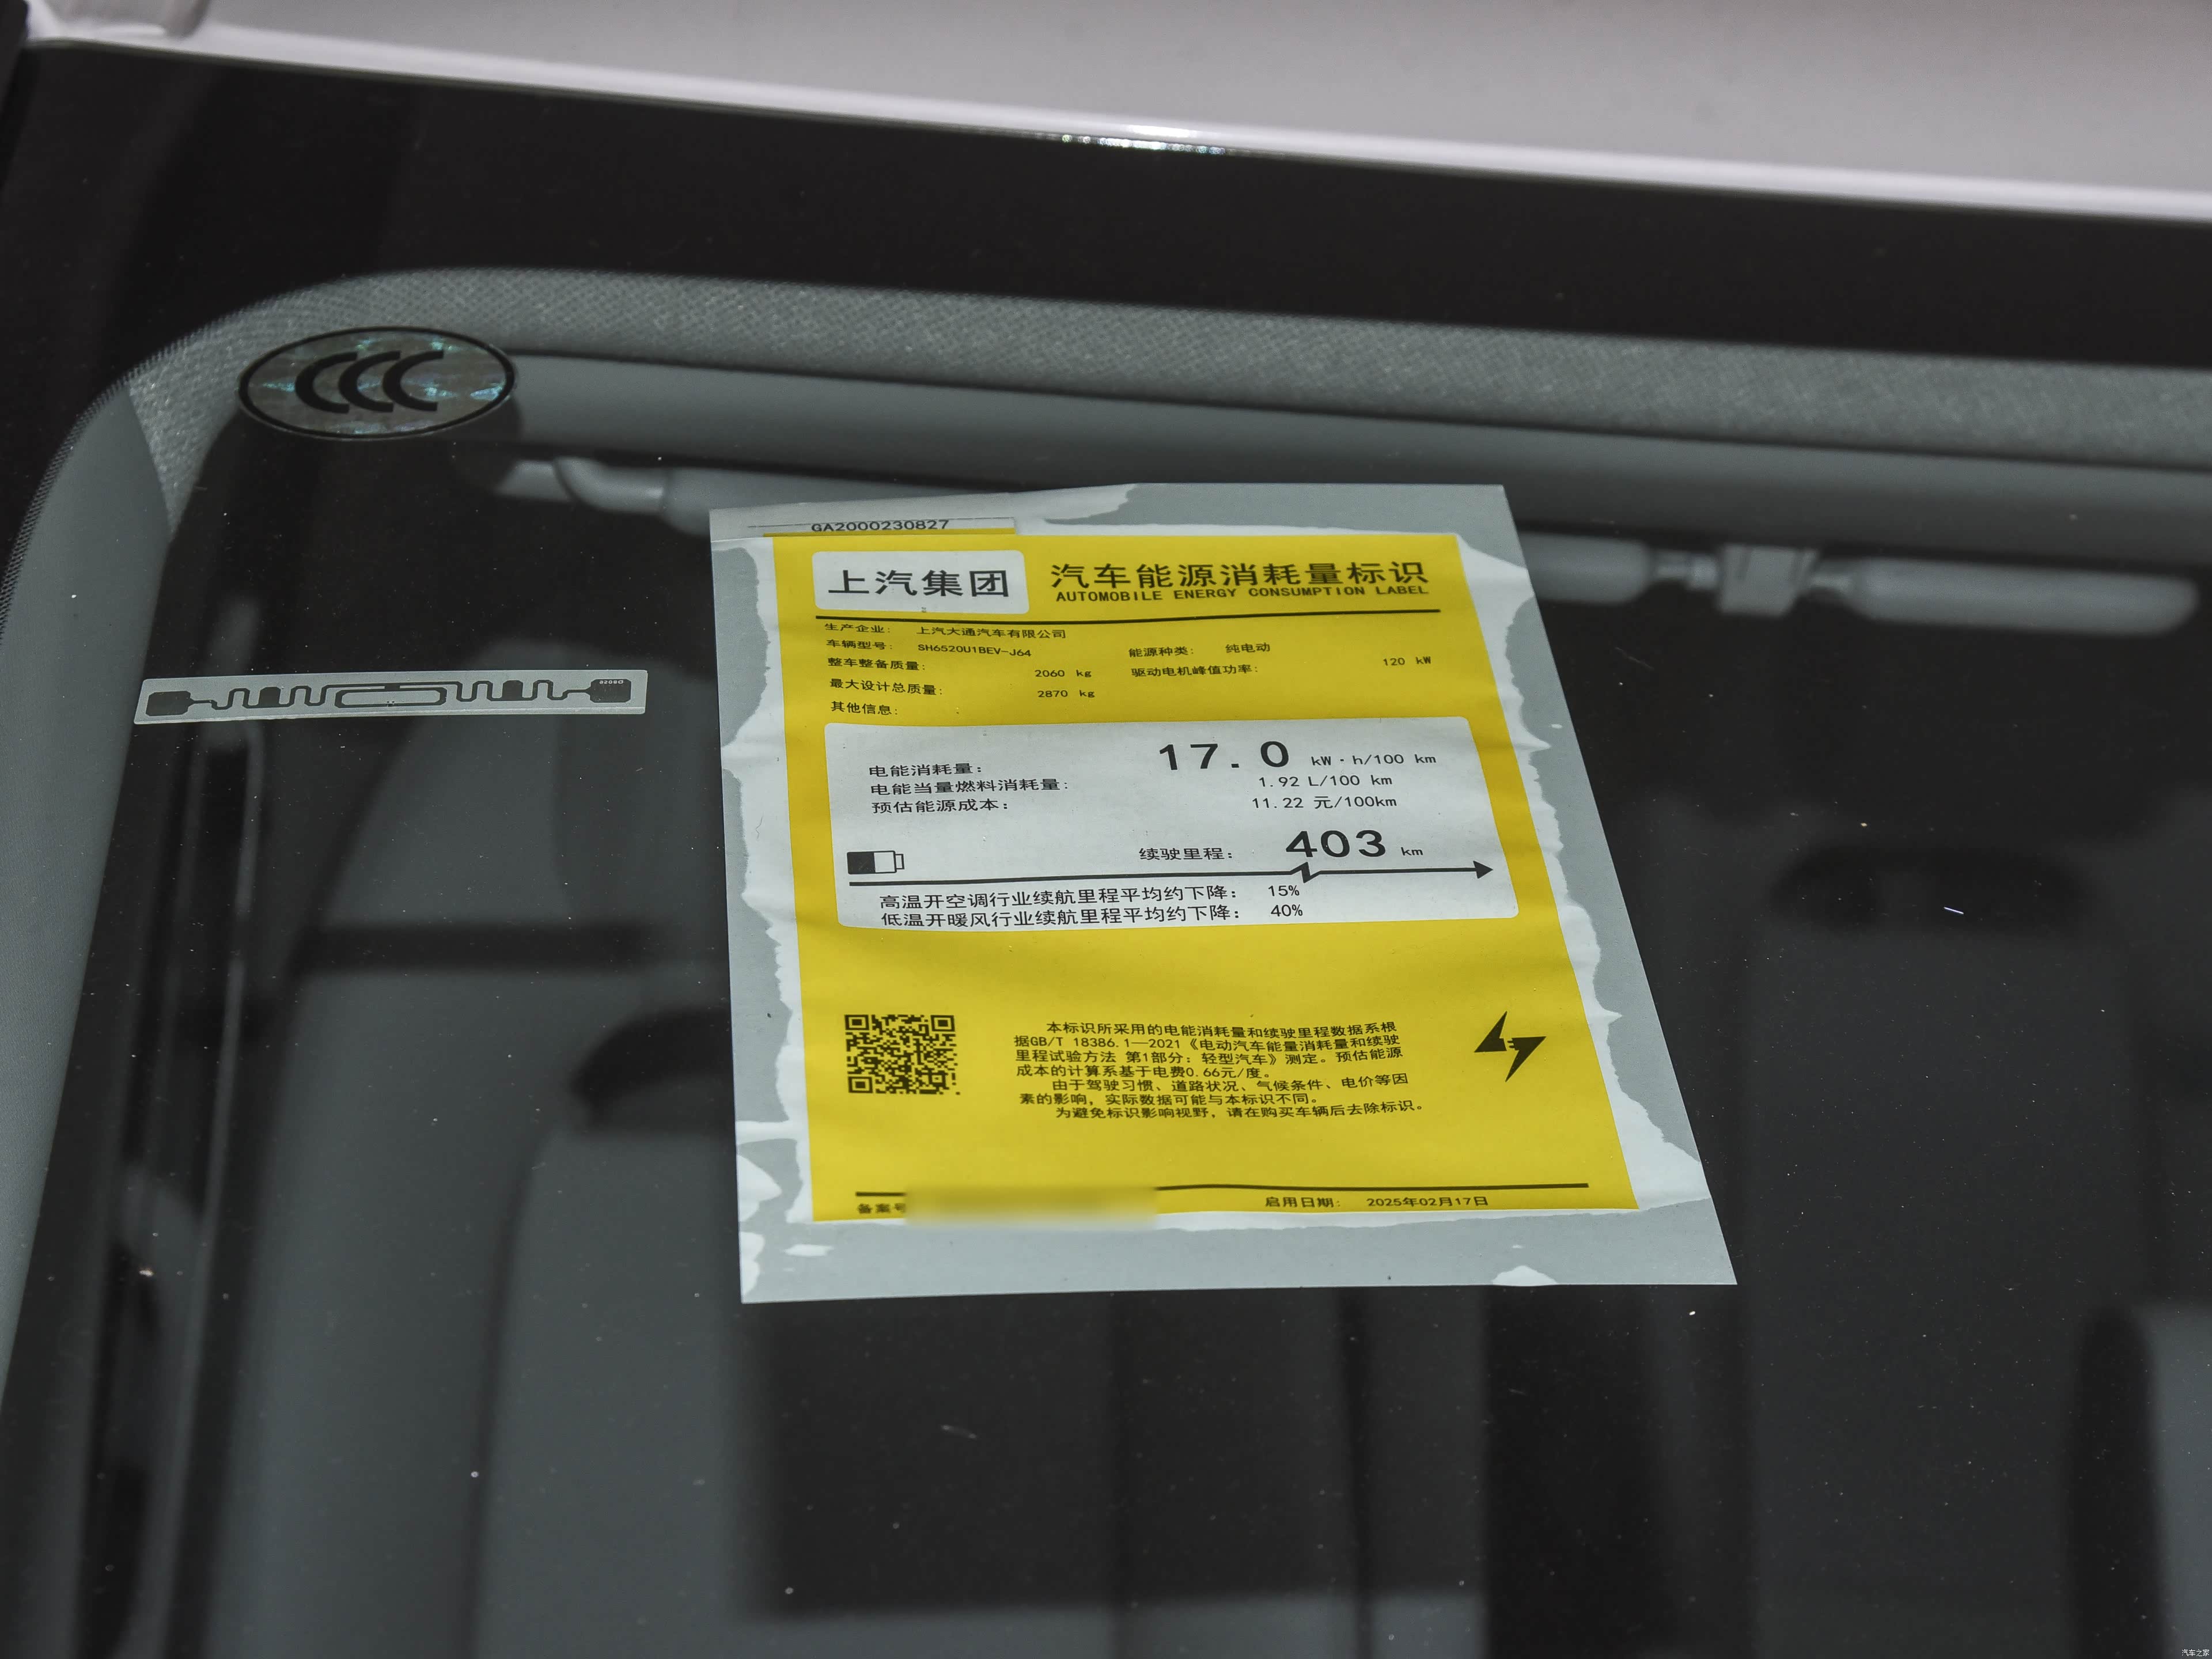 CCC
GA2000230827
上汽集团
汽车能源消耗量标识
AUTOMOBILE ENERGY CONSUMPTION LABEL
生产企业: 上汽大通汽车有限公司
车辆型号: SH6520U1BEV-J64 能源种类: 纯电动
整车整备质量: 2060 kg 驱动电机峰值功率: 120 kW
最大设计总质量: 2870 kg
其他信息:
电能消耗量: 17.0 kW·h/100 km
电能当量燃料消耗量: 1.92 L/100 km
预估能源成本: 11.22 元/100km
续驶里程: 403 km
高温开空调行业续航里程平均约下降: 15%
低温开暖风行业续航里程平均约下降: 40%
本标识所采用的电能消耗量和续驶里程数据系根
据GB/T 18386.1—2021《电动汽车能量消耗量和续驶
里程试验方法 第1部分: 轻型汽车》测定。预估能源
成本的计算系基于电费0.66元/度。
由于驾驶习惯、道路状况、气候条件、电价等因
素的影响, 实际数据可能与本标识不同。
为避免标识影响视野, 请在购买车辆后去除标识。
备案号 启用日期: 2025年02月17日
汽车之家